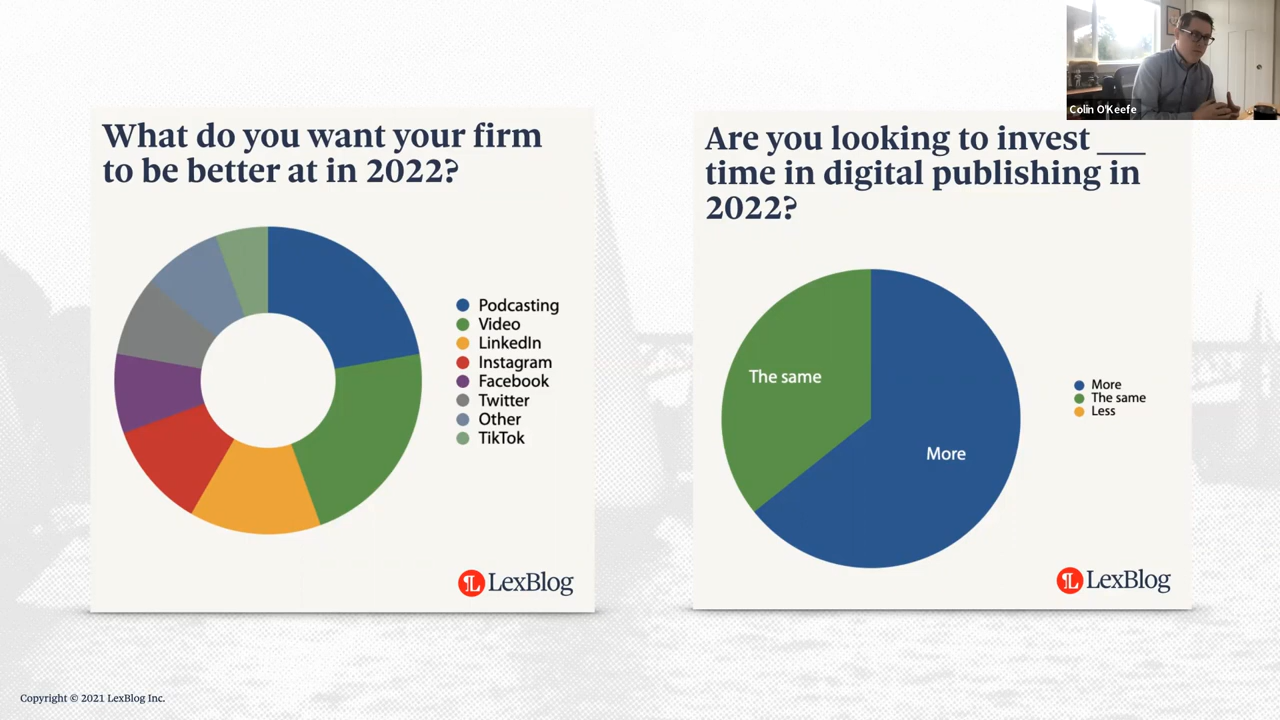 Colin O'Keefe
What do you want your firm
to be better at in 2022?
Podcasting
Video
LinkedIn
Instagram
Facebook
Twitter
Other
TikTok
LexBlog
Are you looking to invest ___
time in digital publishing in
2022?
The same
More
More
The same
Less
LexBlog
Copyright © 2021 LexBlog Inc.